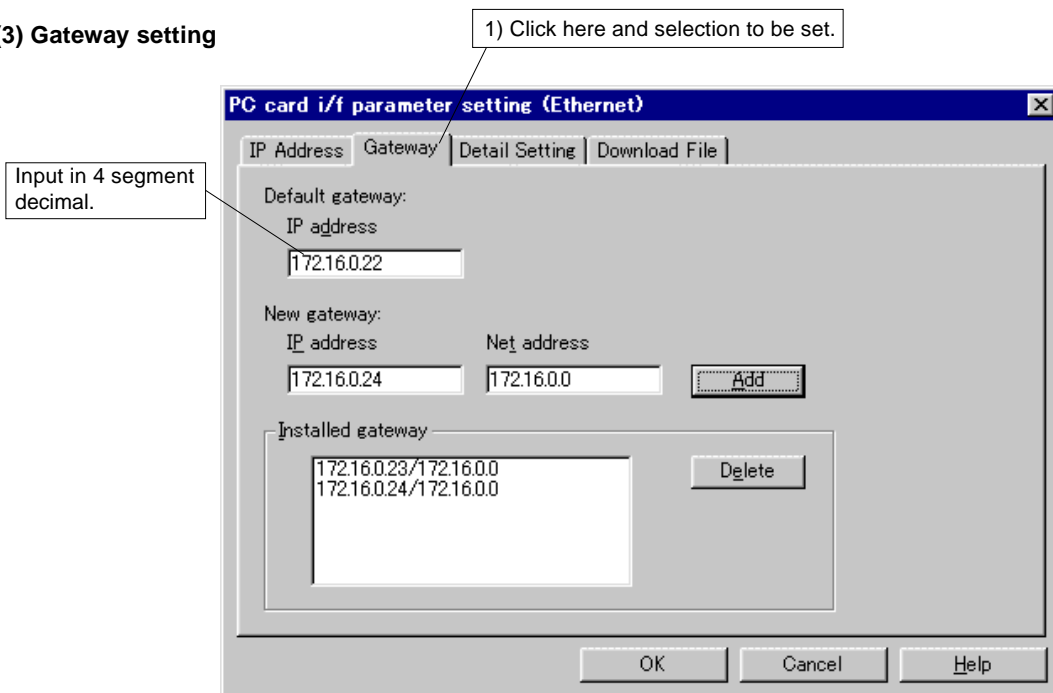 (3) Gateway setting
1) Click here and selection to be set.
PC card i/f parameter setting (Ethernet)
IP Address Gateway Detail Setting Download File
Input in 4 segment
decimal.
Default gateway:
IP address
172.16.0.22
New gateway:
IP address Net address
172.16.0.24 172.16.0.0 Add
Installed gateway
172.16.0.23/172.16.0.0
172.16.0.24/172.16.0.0
Delete
OK Cancel Help